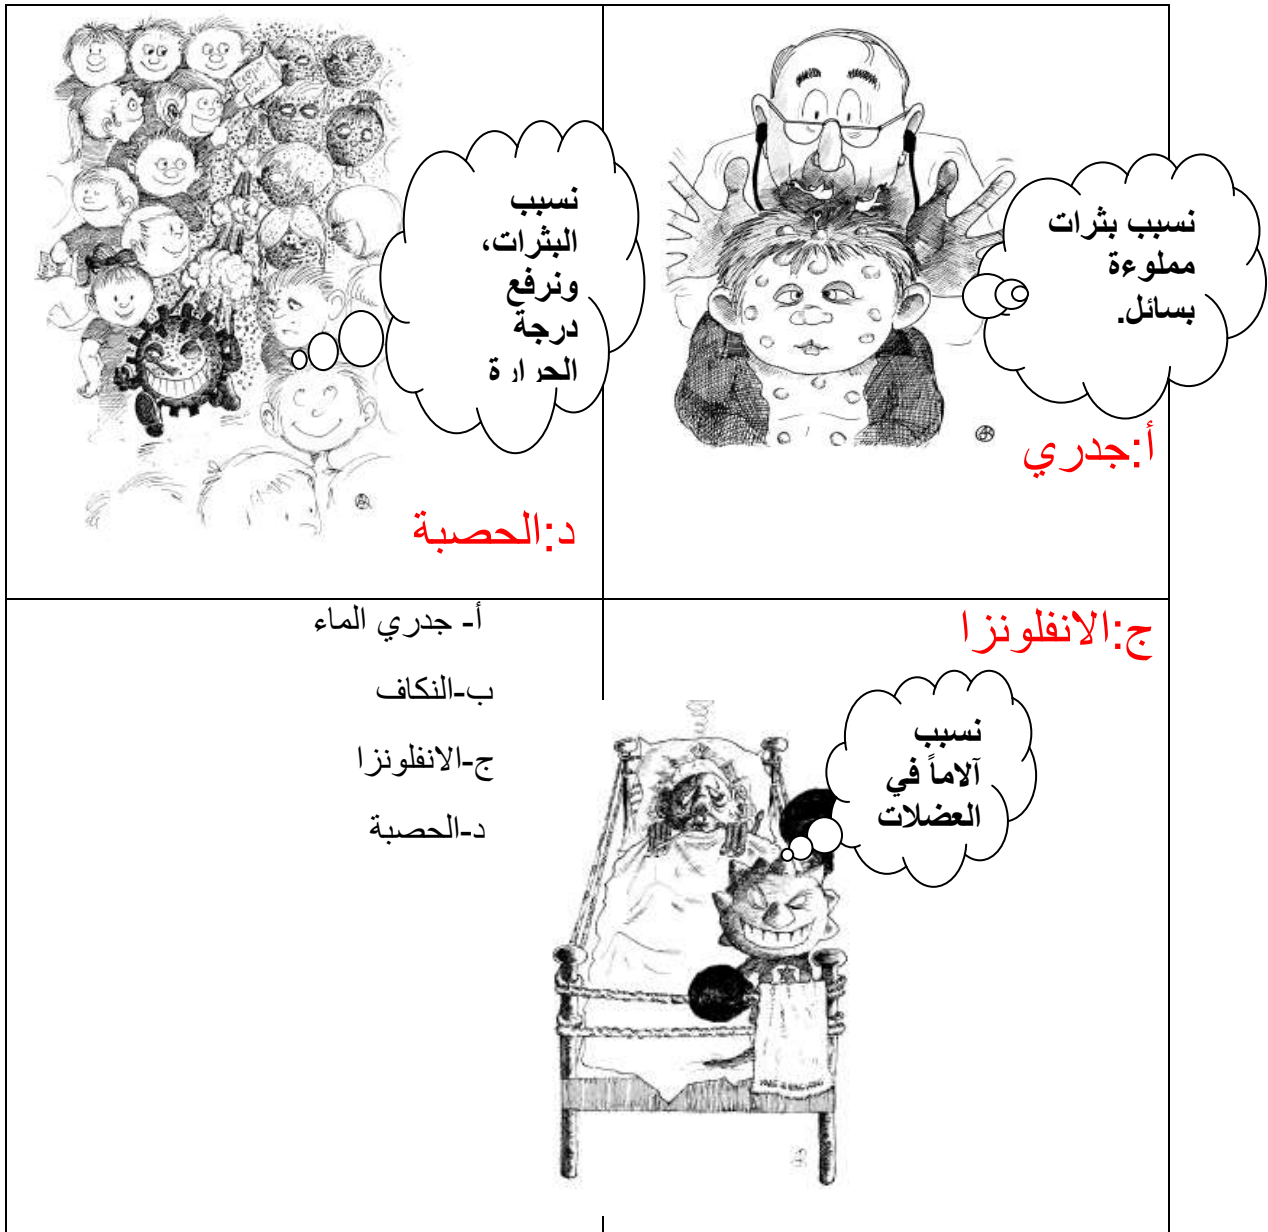 نسبب بثرات
مملوءة
بسائل.
أ:جدري
نسبب
البثرات،
ونرفع
درجة
الحرارة
د:الحصبة
ج:الانفلونزا
نسبب
آلاماً في
العضلات
أ- جدري الماء
ب-النكاف
ج-الانفلونزا
د-الحصبة